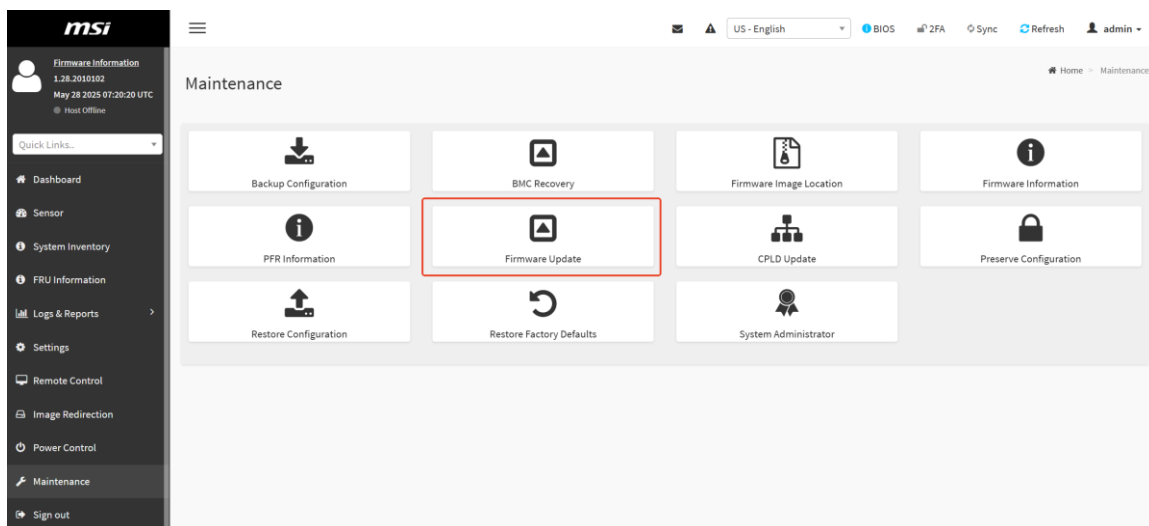 msi
US - English
BIOS
2FA
Sync
Refresh
admin
Firmware Information
1.28.2010102
May 28 2025 07:20:20 UTC
Host Offline
Quick Links..
Dashboard
Sensor
System Inventory
FRU Information
Logs & Reports
Settings
Remote Control
Image Redirection
Power Control
Maintenance
Sign out
Maintenance
Home > Maintenance
Backup Configuration
BMC Recovery
Firmware Image Location
Firmware Information
PFR Information
Firmware Update
CPLD Update
Preserve Configuration
Restore Configuration
Restore Factory Defaults
System Administrator